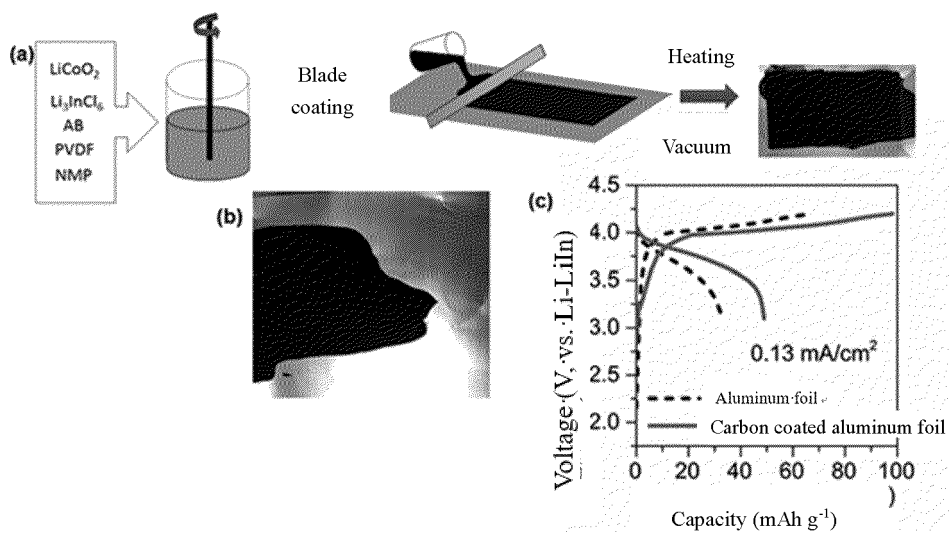 (a)
LiCoO₂
Li₃InCl₆
AB
PVDF
NMP
Blade
coating
Heating
Vacuum
(b)
(c)
4.5
4.0
3.5
3.0
2.5
2.0
Voltage·(V,·vs.·Li-LiIn)
0.13 mA/cm²
Aluminum·foil
Carbon coated aluminum foil
0 20 40 60 80 100
)
Capacity (mAh g⁻¹)